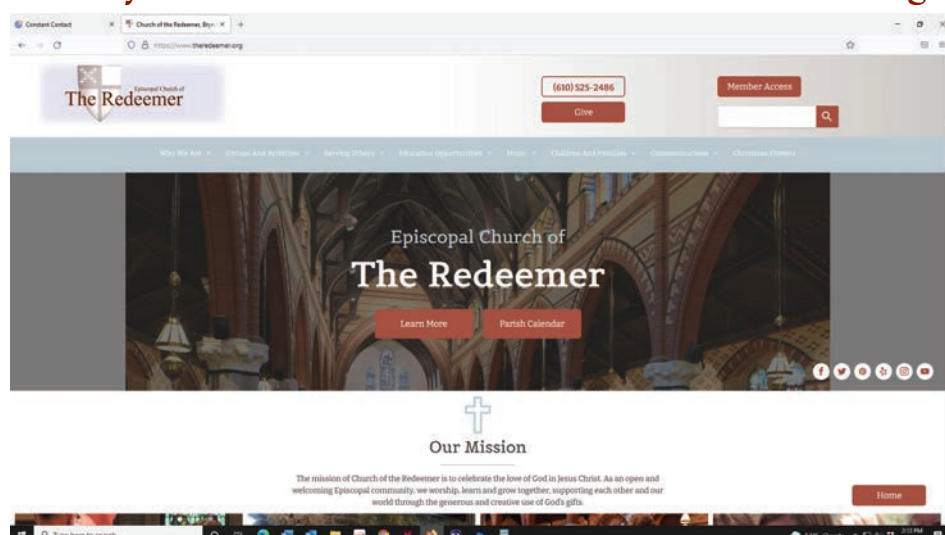 Constant Contact
Church of the Redeemer, Bryn
https://www.theredeemer.org
Episcopal Church of
The Redeemer
(610) 525-2486
Give
Member Access
Who We Are
Groups And Activities
Serving Others
Education Opportunities
Music
Children And Families
Communications
Christmas Flowers
Episcopal Church of
The Redeemer
Learn More
Parish Calendar
Our Mission
The mission of Church of the Redeemer is to celebrate the love of God in Jesus Christ. As an open and
welcoming Episcopal community, we worship, learn and grow together, supporting each other and our
world through the generous and creative use of God's gifts.
Home
Type here to search
3:13 PM